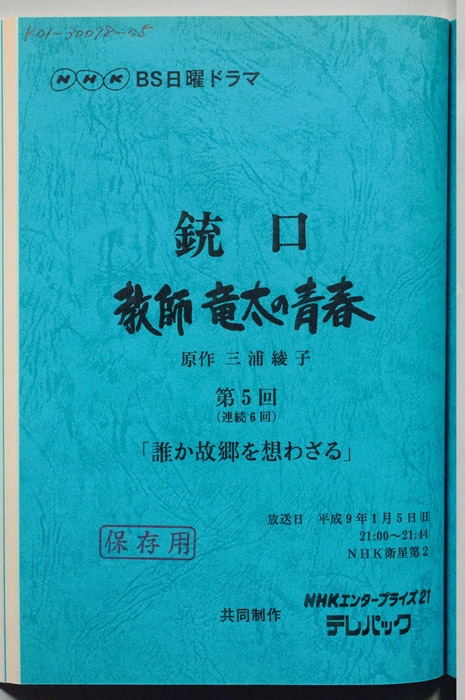 K01-30098-05
NHK BS日曜ドラマ
銃口
教師 竜太の青春
原作 三浦綾子
第5回
(連続6回)
「誰か故郷を想わざる」
放送日 平成9年1月5日(日)
21:00～21:44
NHK衛星第2
保存用
共同制作 NHKエンタープライズ21
テレパック